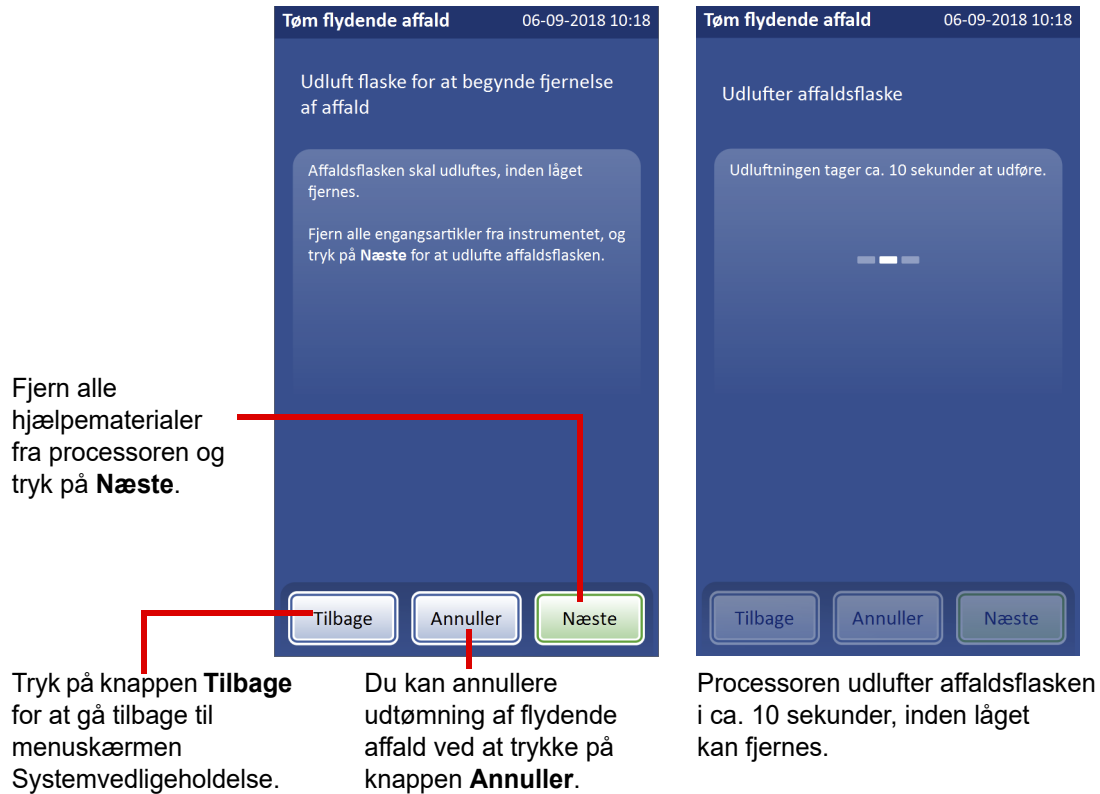 Tøm flydende affald 06-09-2018 10:18
Udluft flaske for at begynde fjernelse
af affald
Affaldsflasken skal udluftes, inden låget
fjernes.
Fjern alle engangsartikler fra instrumentet, og
tryk på Næste for at udlufte affaldsflasken.
Tilbage Annuller Næste
Tøm flydende affald 06-09-2018 10:18
Udlufter affaldsflaske
Udluftningen tager ca. 10 sekunder at udføre.
Tilbage Annuller Næste
Fjern alle
hjælpematerialer
fra processoren og
tryk på Næste.
Tryk på knappen Tilbage
for at gå tilbage til
menuskærmen
Systemvedligeholdelse.
Du kan annullere
udtømning af flydende
affald ved at trykke på
knappen Annuller.
Processoren udlufter affaldsflasken
i ca. 10 sekunder, inden låget
kan fjernes.